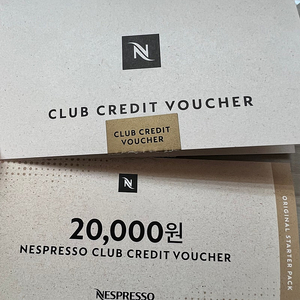 N
CLUB CREDIT VOUCHER
CLUB CREDIT
VOUCHER
N
20,000원
NESPRESSO CLUB CREDIT VOUCHER
NESPRESSO
ORIGINAL STARTER PACK